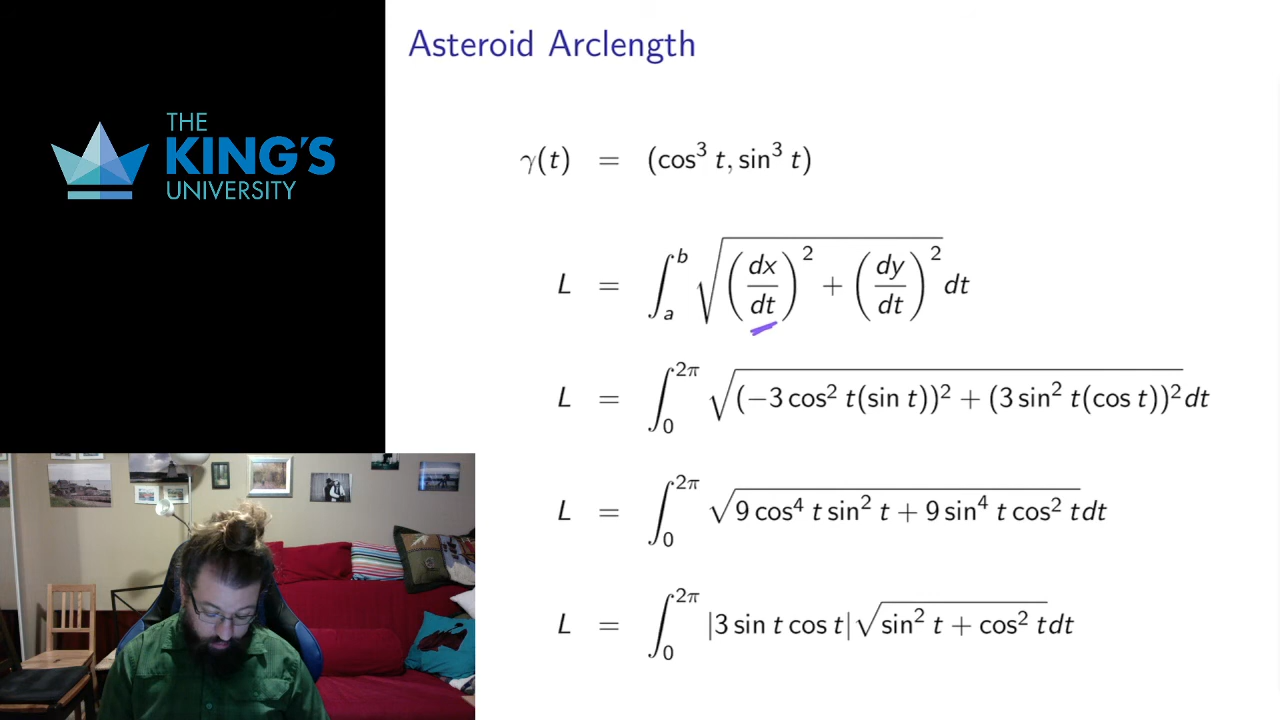 THE
KING'S
UNIVERSITY
Asteroid Arclength
γ(t) = (cos³ t, sin³ t)
L = ∫_a^b √((dx/dt)² + (dy/dt)²) dt
L = ∫_0^{2π} √((−3 cos² t(sin t))² + (3 sin² t(cos t))²) dt
L = ∫_0^{2π} √(9 cos⁴ t sin² t + 9 sin⁴ t cos² t) dt
L = ∫_0^{2π} |3 sin t cos t| √(sin² t + cos² t) dt